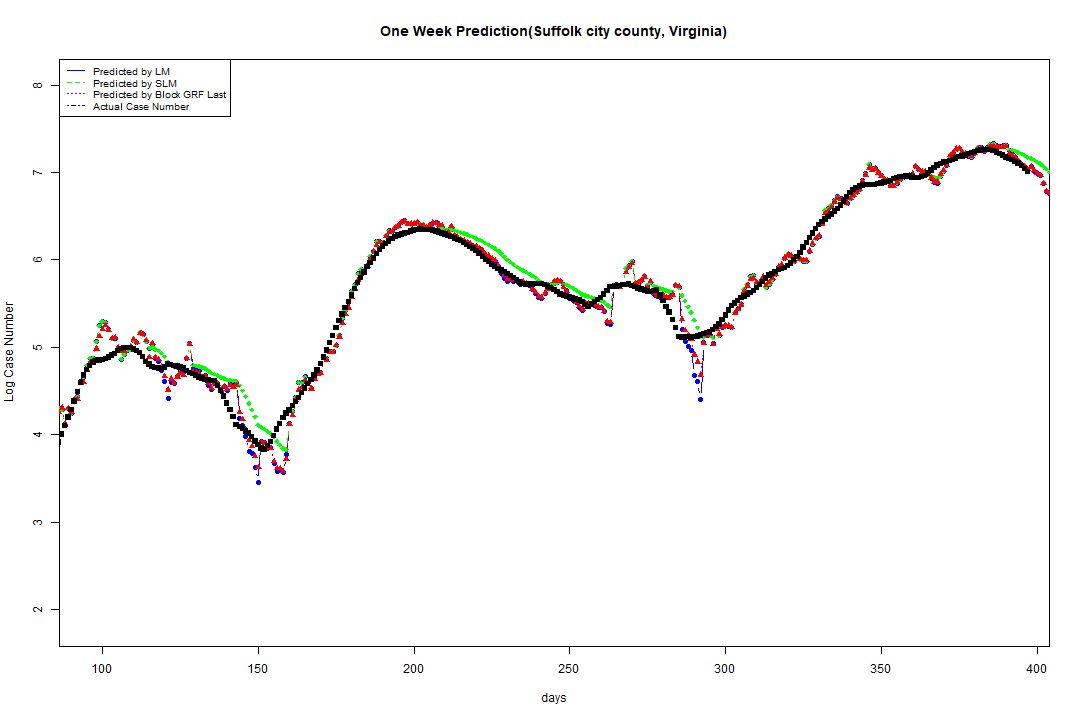 One Week Prediction(Suffolk city county, Virginia)
Predicted by LM
Predicted by SLM
Predicted by Block GRF Last
Actual Case Number
Log Case Number
8
7
6
5
4
3
2
100 150 200 250 300 350 400
days